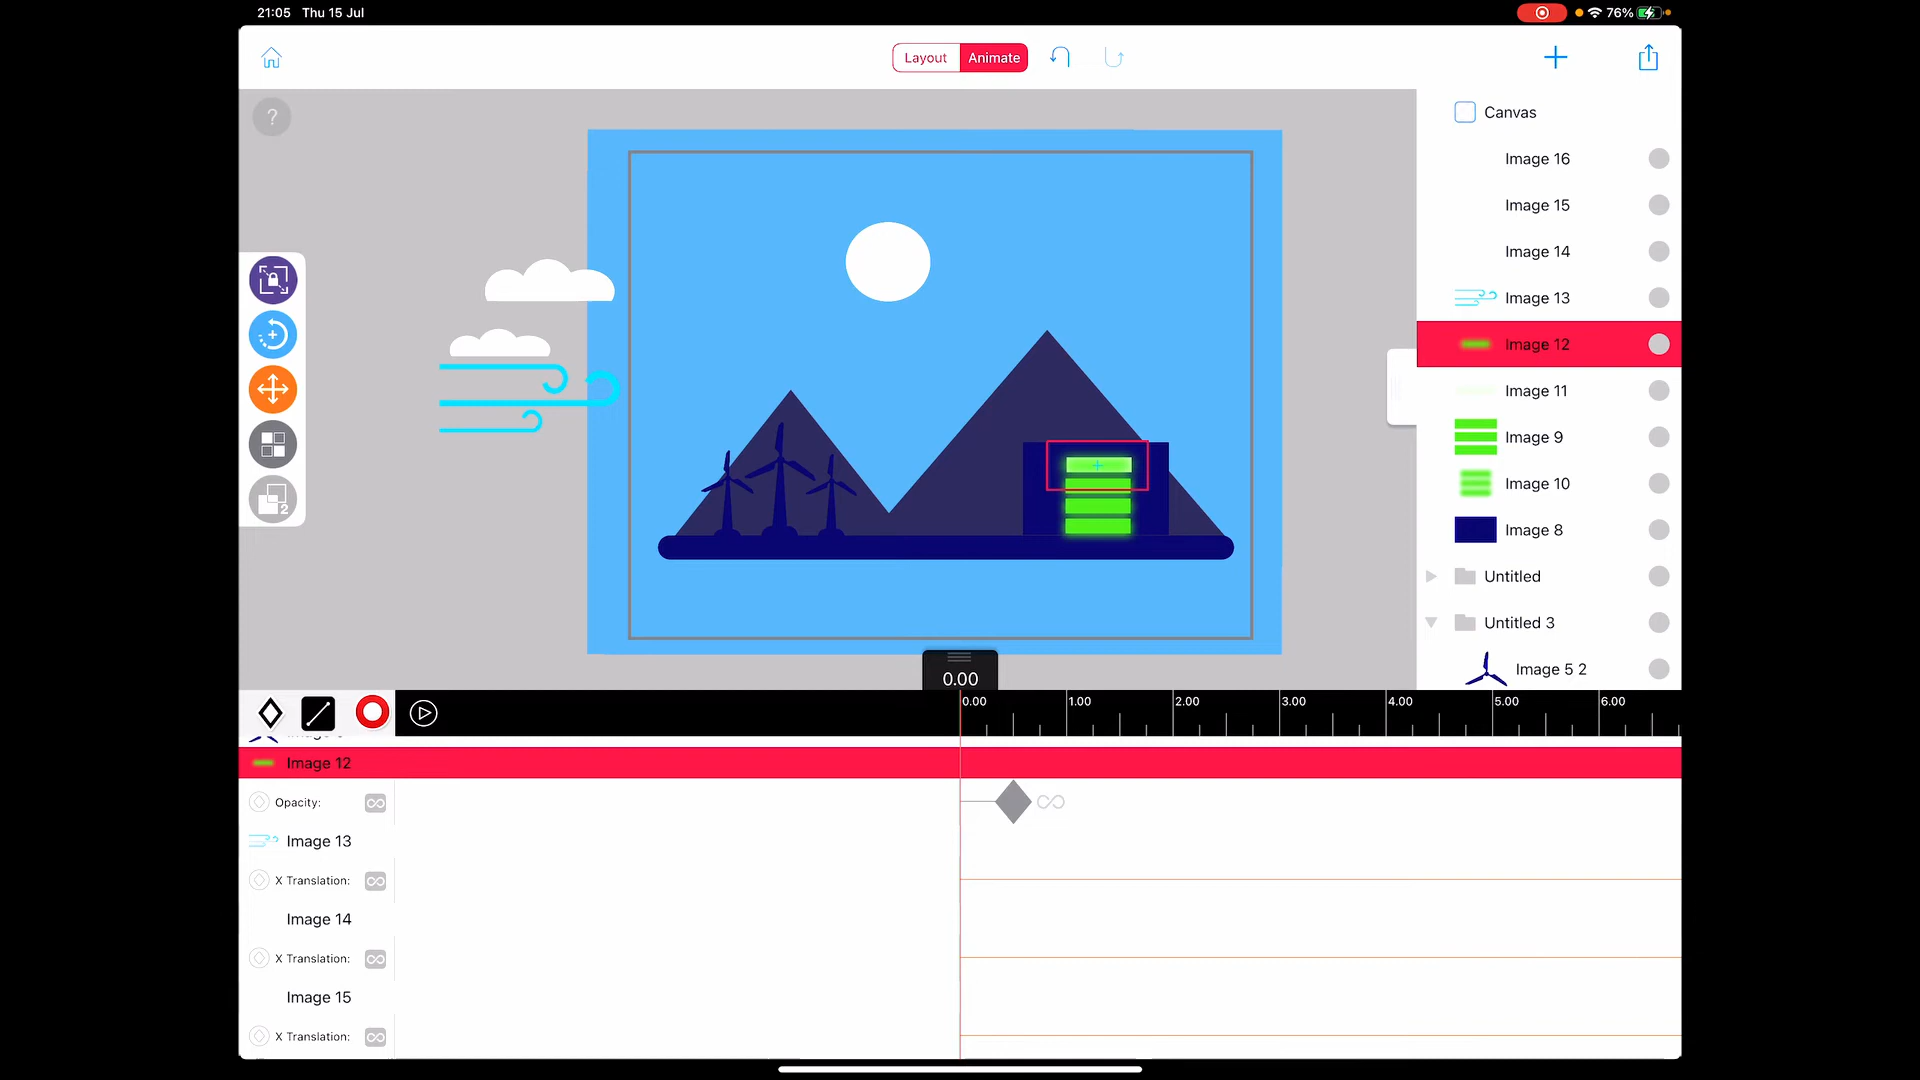 21:05 Thu 15 Jul
76%
Layout
Animate
?
Canvas
Image 16
Image 15
Image 14
Image 13
Image 12
Image 11
Image 9
Image 10
Image 8
Untitled
Untitled 3
Image 5 2
2
0.00
0.00 1.00 2.00 3.00 4.00 5.00 6.00
Image 12
Opacity:
Image 13
X Translation:
Image 14
X Translation:
Image 15
X Translation: